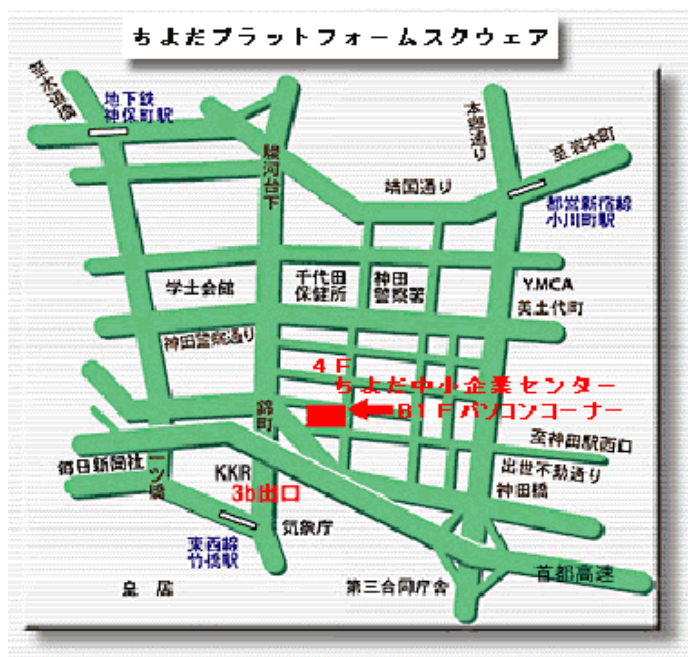 ちよだプラットフォームスクウェア
至水道橋
地下鉄
神保町駅
駿河台下
本郷通り
至岩本町
靖国通り
都営新宿線
小川町駅
学士会館
千代田
保健所
神田
警察署
YMCA
美土代町
神田警察通り
4F
ちよだ中小企業センター
B1Fパソコンコーナー
錦町
至神田駅西口
毎日新聞社
一ツ橋
KKR
3b出口
出世不動通り
神田橋
気象庁
東西線
竹橋駅
首都高速
皇居
第三合同庁舎